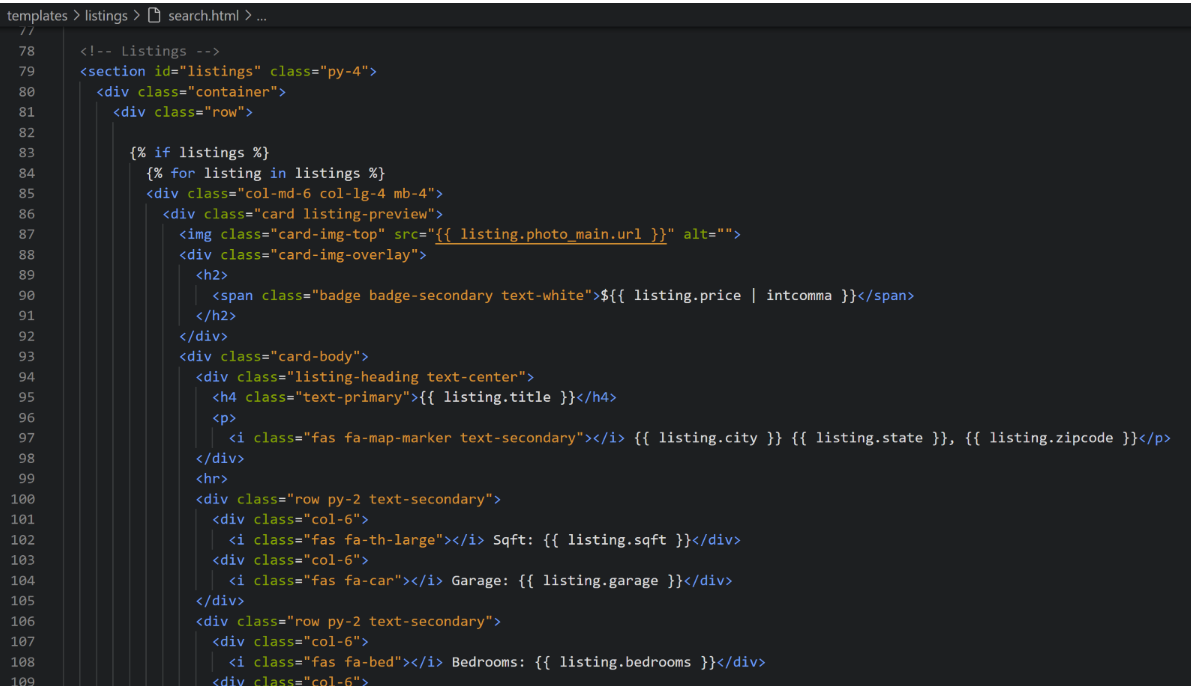 templates > listings > search.html > ...
77
78 <!-- Listings -->
79 <section id="listings" class="py-4">
80 <div class="container">
81 <div class="row">
82
83 {% if listings %}
84 {% for listing in listings %}
85 <div class="col-md-6 col-lg-4 mb-4">
86 <div class="card listing-preview">
87 <img class="card-img-top" src="{{ listing.photo_main.url }}" alt="">
88 <div class="card-img-overlay">
89 <h2>
90 <span class="badge badge-secondary text-white">${{ listing.price | intcomma }}</span>
91 </h2>
92 </div>
93 <div class="card-body">
94 <div class="listing-heading text-center">
95 <h4 class="text-primary">{{ listing.title }}</h4>
96 <p>
97 <i class="fas fa-map-marker text-secondary"></i> {{ listing.city }} {{ listing.state }}, {{ listing.zipcode }}</p>
98 </div>
99 <hr>
100 <div class="row py-2 text-secondary">
101 <div class="col-6">
102 <i class="fas fa-th-large"></i> Sqft: {{ listing.sqft }}</div>
103 <div class="col-6">
104 <i class="fas fa-car"></i> Garage: {{ listing.garage }}</div>
105 </div>
106 <div class="row py-2 text-secondary">
107 <div class="col-6">
108 <i class="fas fa-bed"></i> Bedrooms: {{ listing.bedrooms }}</div>
109 <div class="col-6">